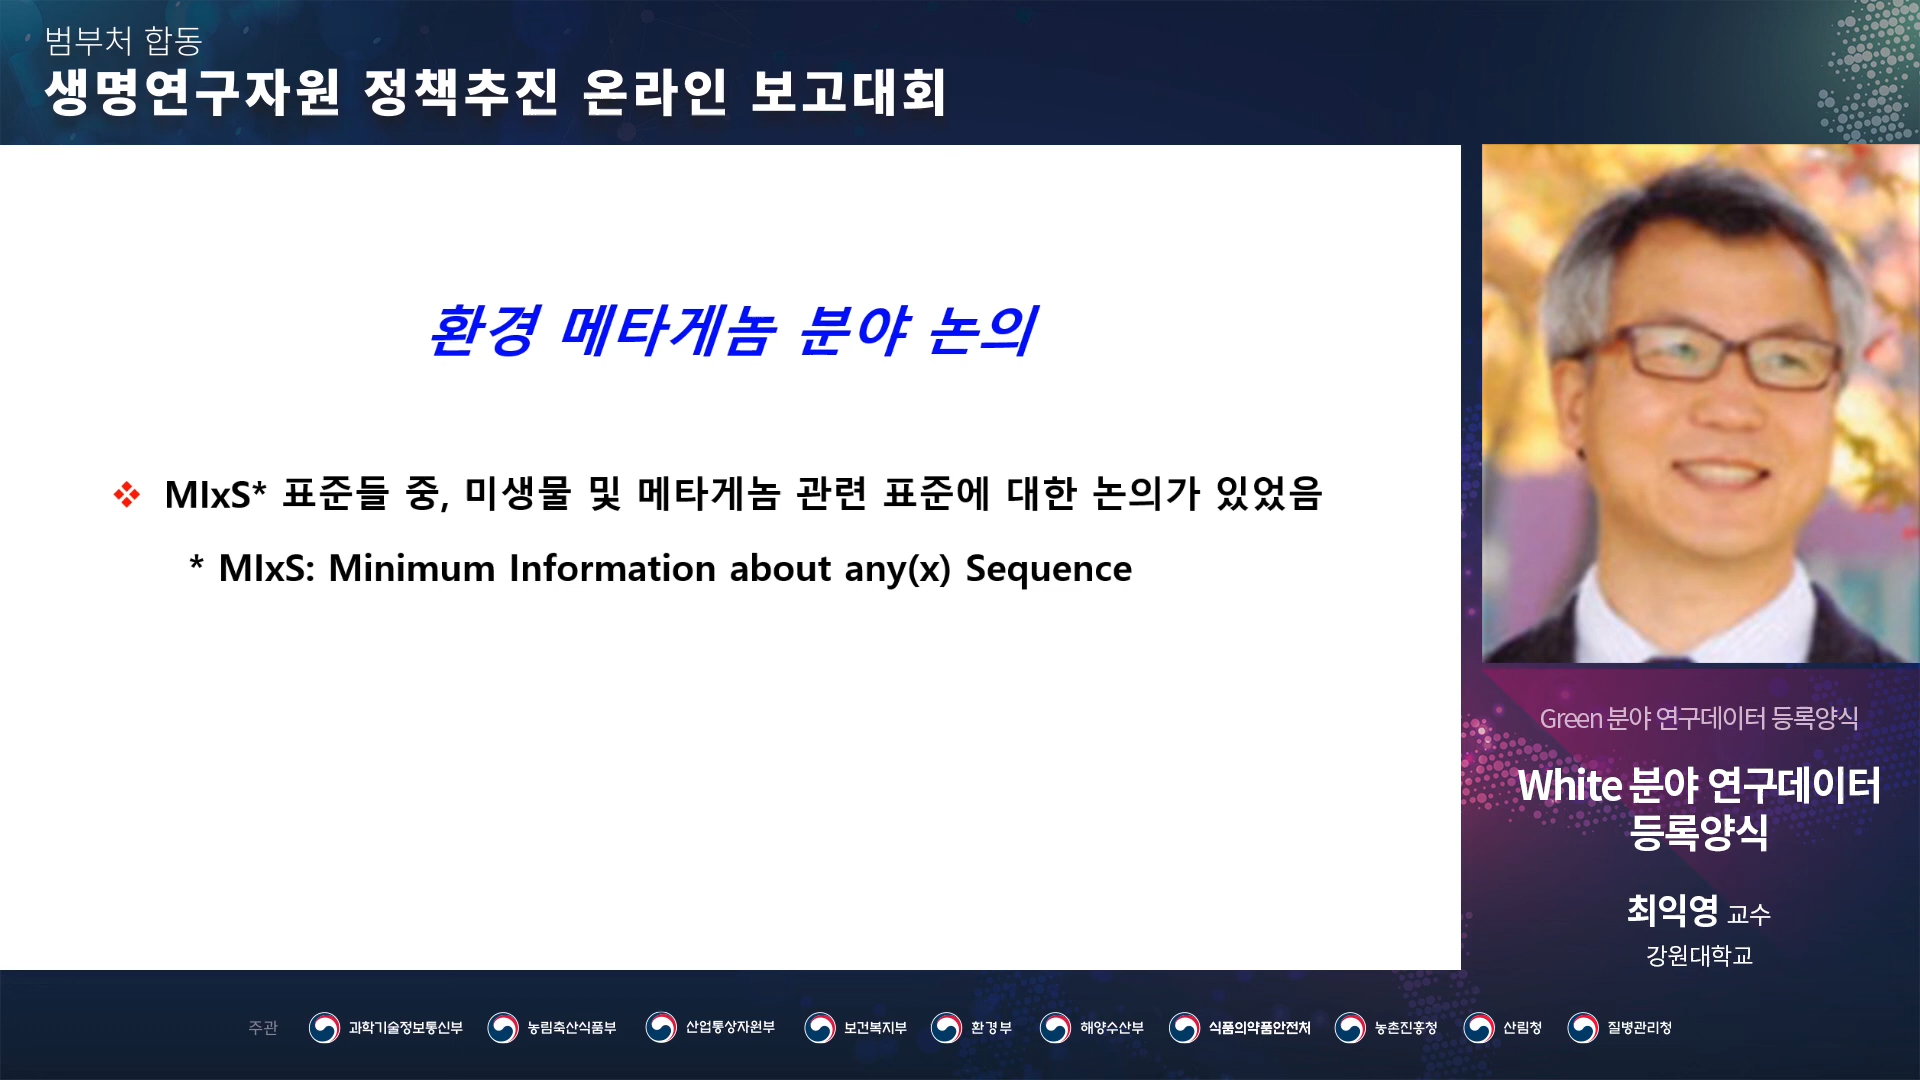 범부처 합동
생명연구자원 정책추진 온라인 보고대회
환경 메타게놈 분야 논의
❖ MIxS* 표준들 중, 미생물 및 메타게놈 관련 표준에 대한 논의가 있었음
* MIxS: Minimum Information about any(x) Sequence
Green 분야 연구데이터 등록양식
White 분야 연구데이터
등록양식
최익영 교수
강원대학교
주관 과학기술정보통신부 농림축산식품부 산업통상자원부 보건복지부 환경부 해양수산부 식품의약품안전처 농촌진흥청 산림청 질병관리청